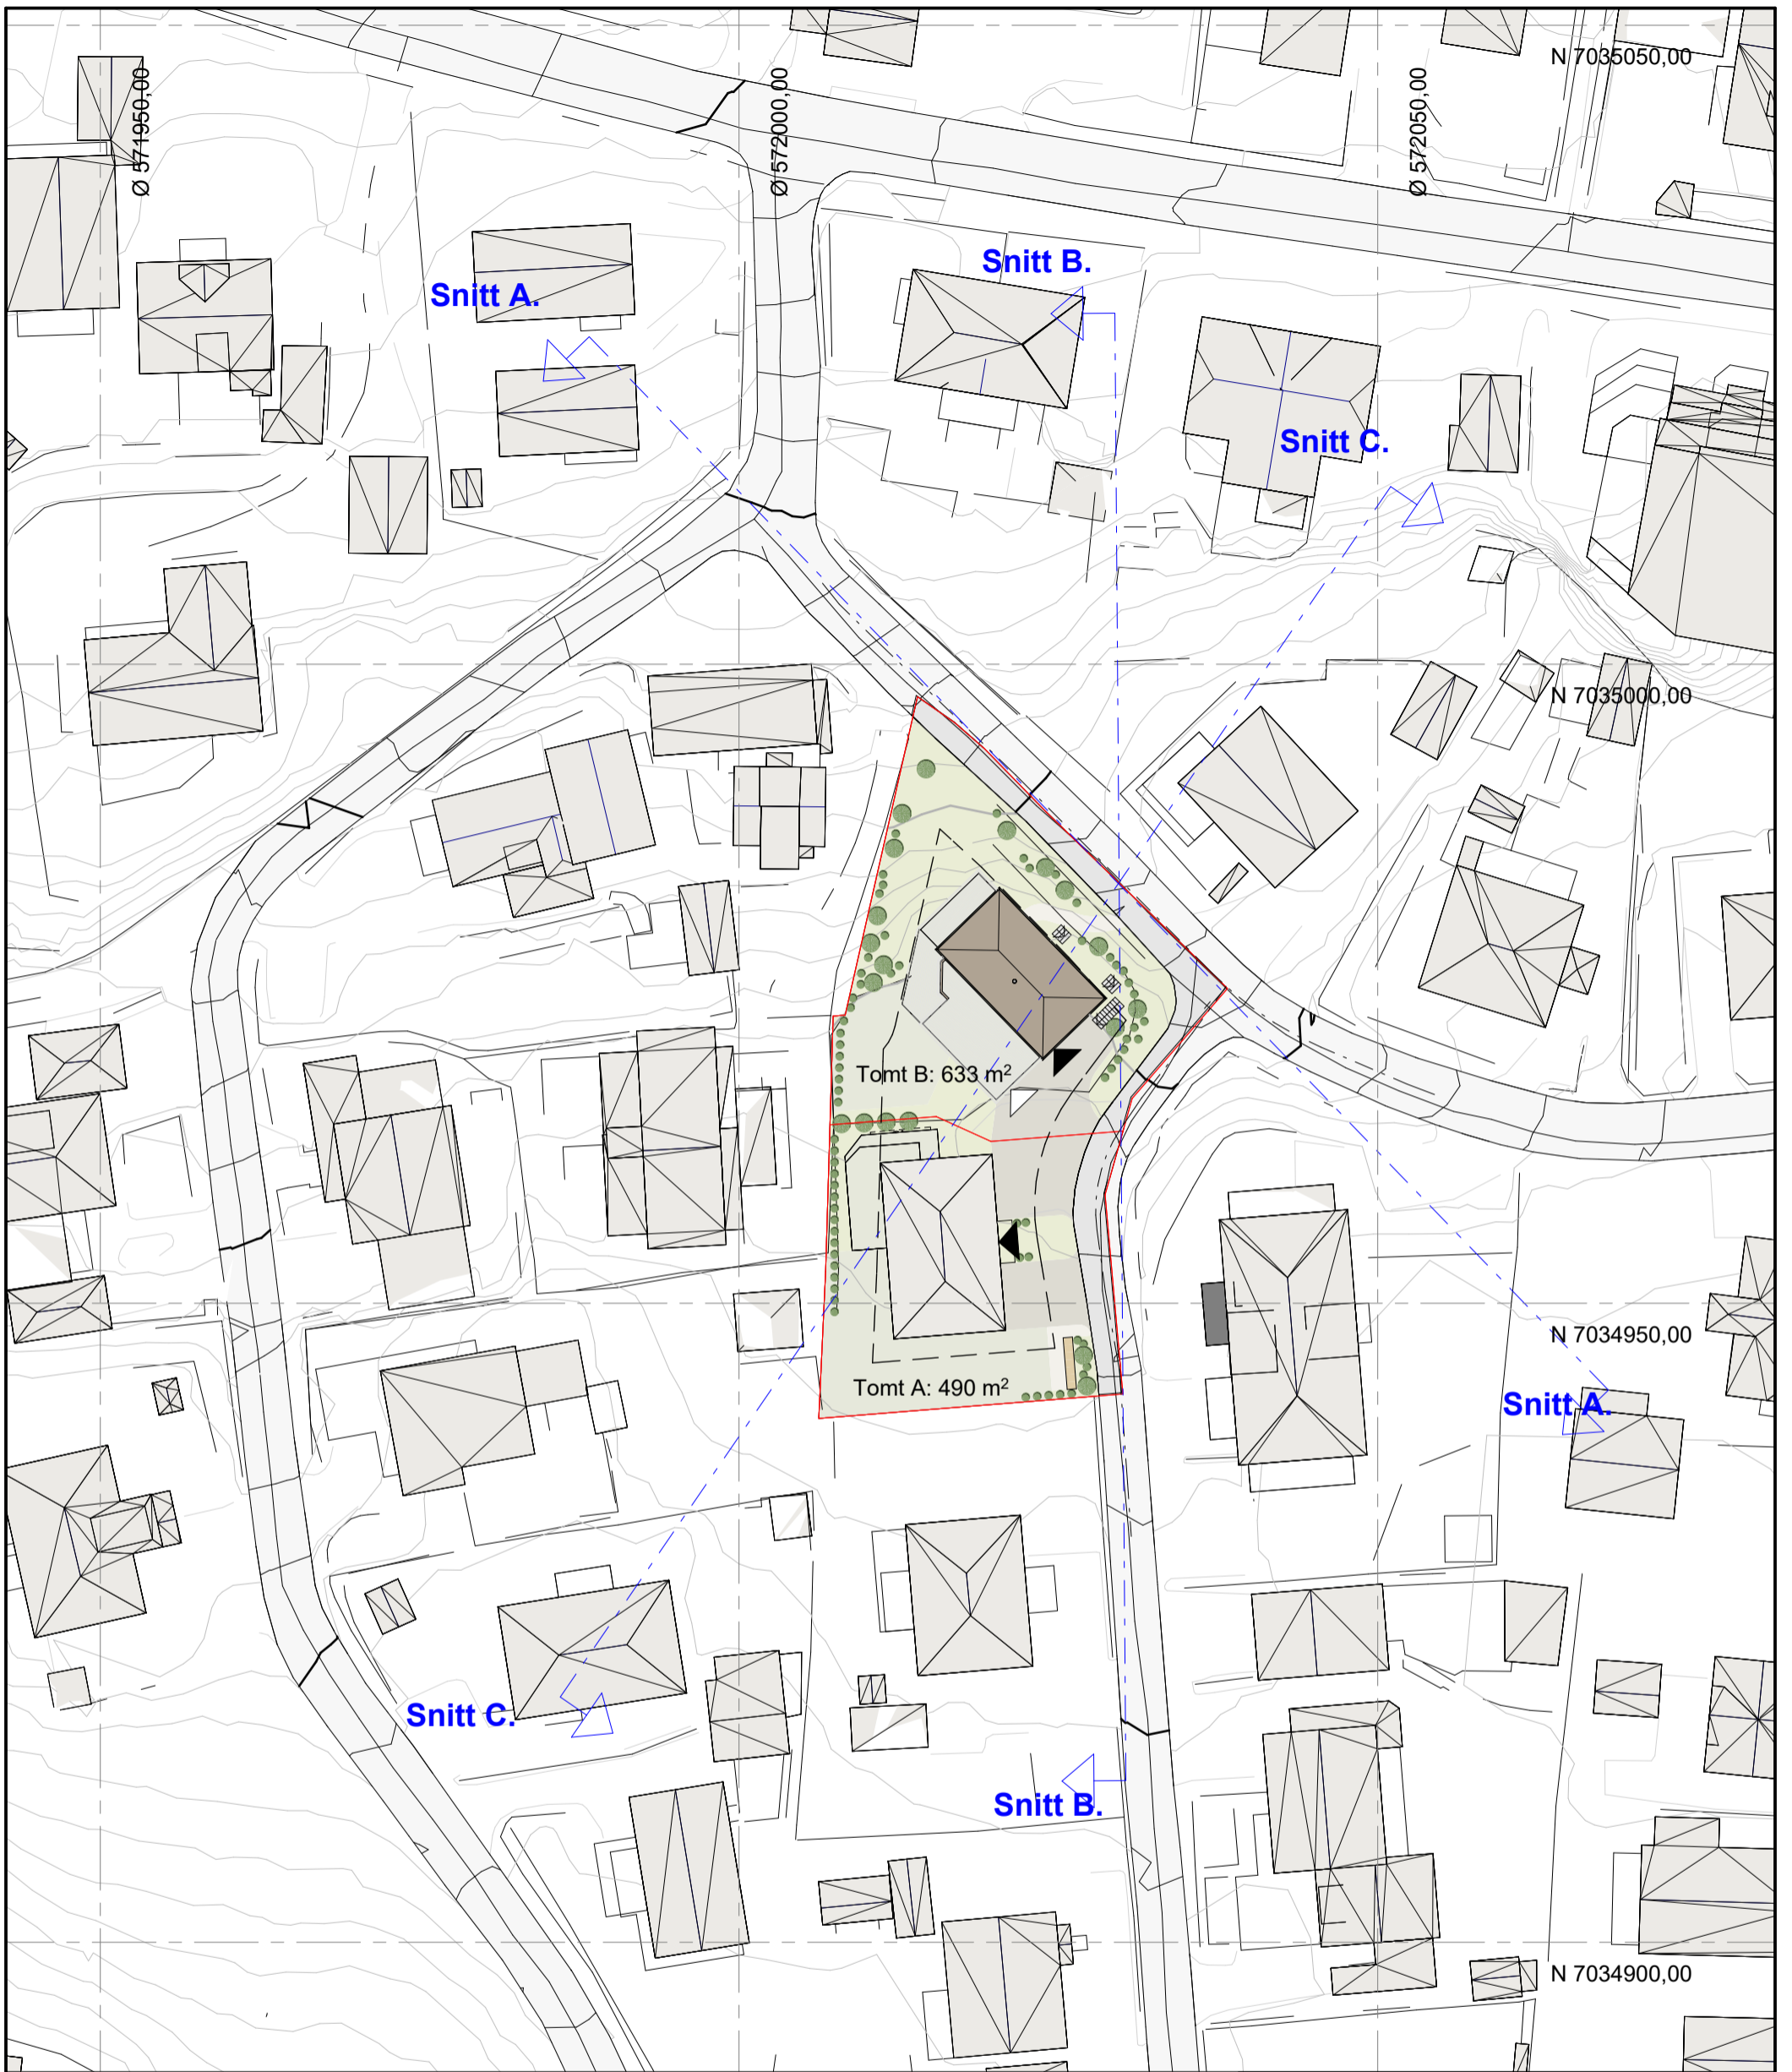 N 7035050,00
Ø 571950,00
Ø 572000,00
Ø 572050,00
Snitt B.
Snitt A.
Snitt C.
N 7035000,00
Tomt B: 633 m²
N 7034950,00
Tomt A: 490 m²
Snitt A.
Snitt C.
Snitt B.
N 7034900,00